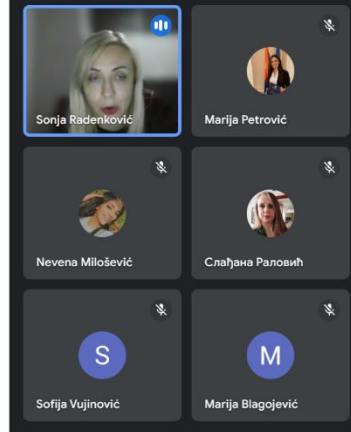 Sonja Radenković
Marija Petrović
Nevena Milošević
Слађана Раловић
S
Sofija Vujinović
M
Marija Blagojević